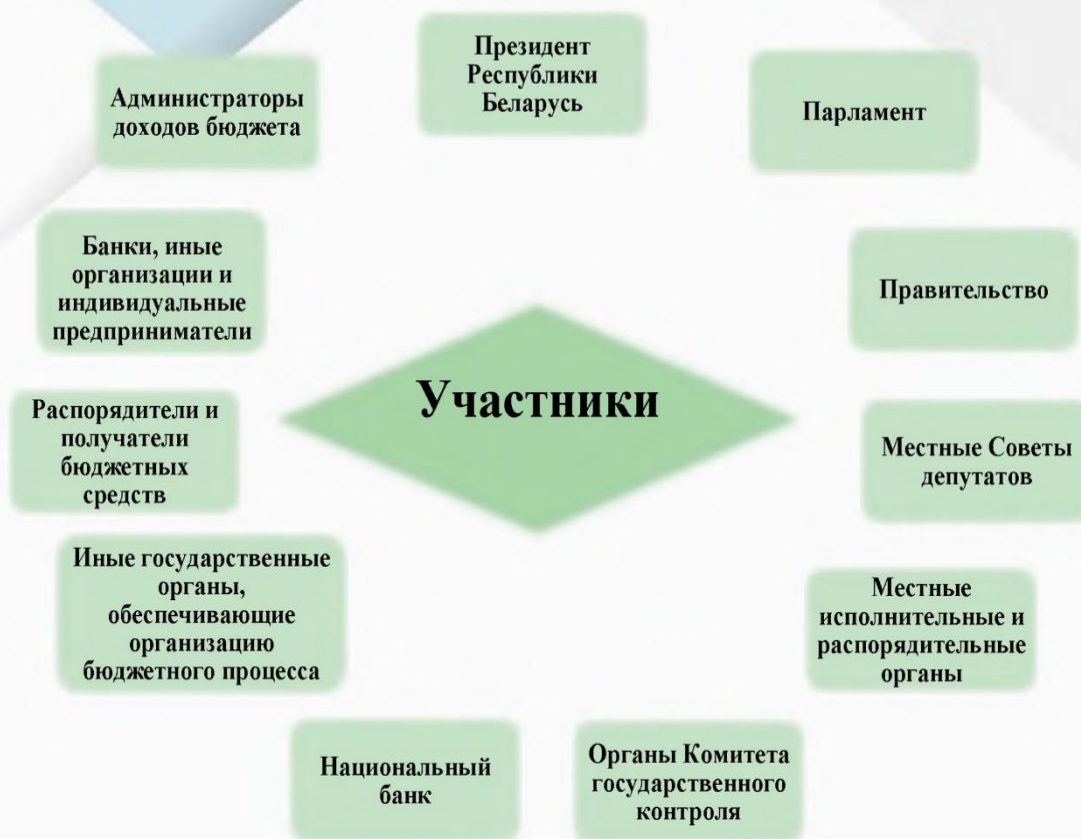 Президент
Республики
Беларусь
Парламент
Правительство
Местные Советы
депутатов
Местные
исполнительные и
распорядительные
органы
Органы Комитета
государственного
контроля
Национальный
банк
Иные государственные
органы,
обеспечивающие
организацию
бюджетного процесса
Распорядители и
получатели
бюджетных
средств
Банки, иные
организации и
индивидуальные
предприниматели
Администраторы
доходов бюджета
Участники